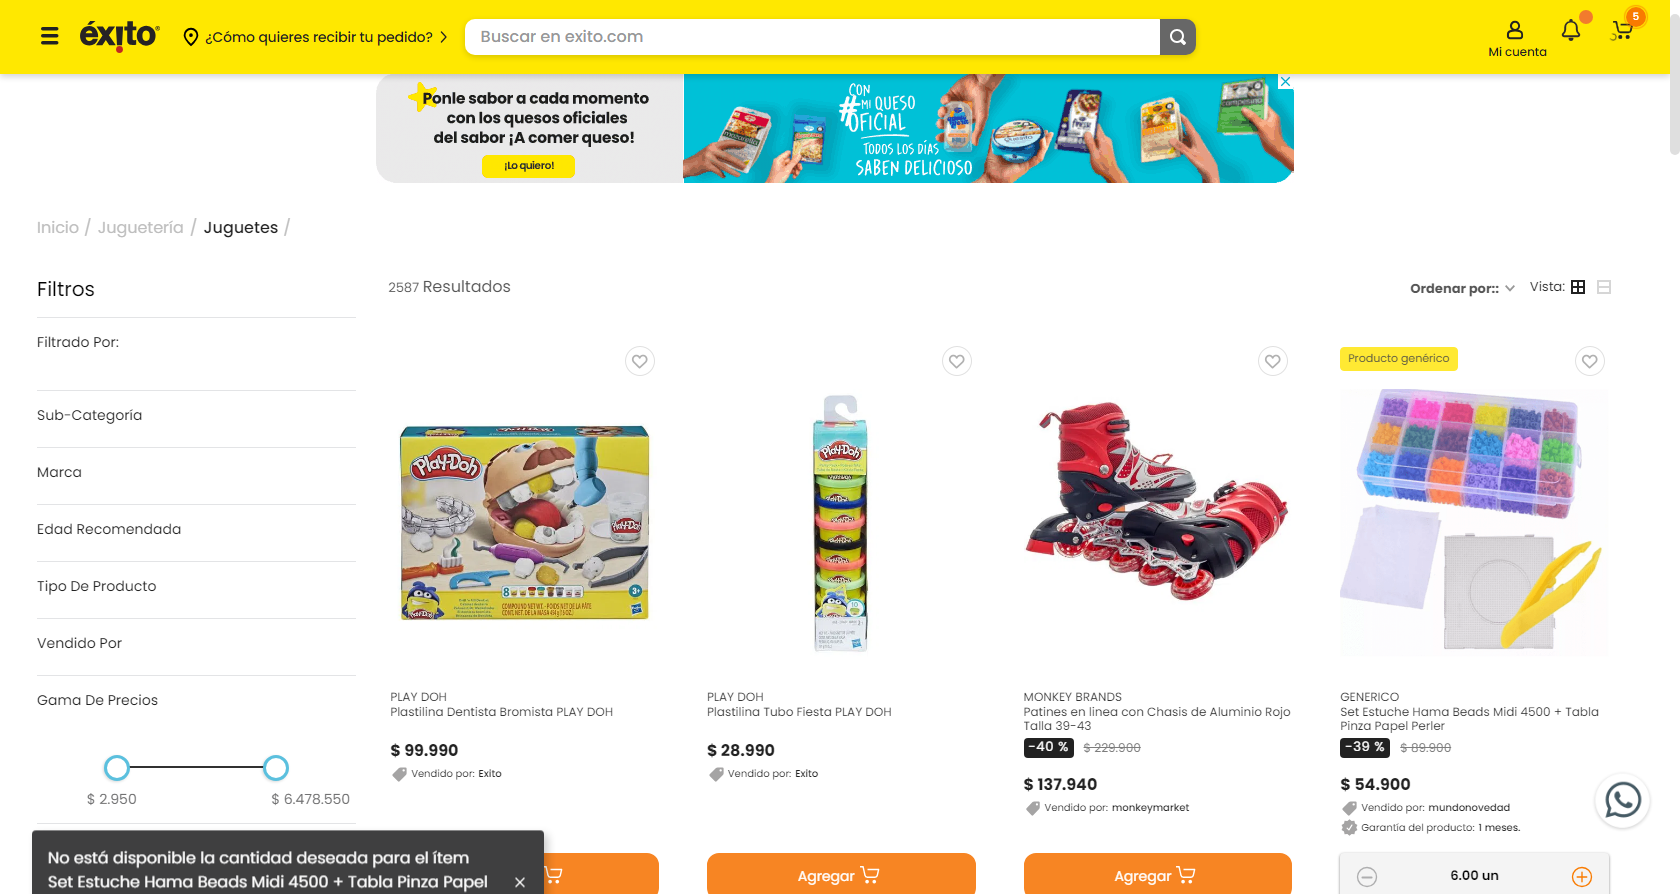 éxito
¿Cómo quieres recibir tu pedido?
Buscar en exito.com
Mi cuenta
5
Ponle sabor a cada momento
con los quesos oficiales
del sabor ¡A comer queso!
¡Lo quiero!
CON
MI QUESO
#OFICIAL
TODOS LOS DÍAS
SABEN DELICIOSO
Inicio / Juguetería / Juguetes /
Filtros
2587 Resultados
Ordenar por::
Vista:
Filtrado Por:
Sub-Categoría
Marca
Edad Recomendada
Tipo De Producto
Vendido Por
Gama De Precios
$ 2.950
$ 6.478.550
Play-Doh
Play-Doh
Producto genérico
PLAY DOH
Plastilina Dentista Bromista PLAY DOH
$ 99.990
Vendido por: Exito
PLAY DOH
Plastilina Tubo Fiesta PLAY DOH
$ 28.990
Vendido por: Exito
Agregar
MONKEY BRANDS
Patines en linea con Chasis de Aluminio Rojo
Talla 39-43
-40 % $ 229.900
$ 137.940
Vendido por: monkeymarket
Agregar
GENERICO
Set Estuche Hama Beads Midi 4500 + Tabla
Pinza Papel Perler
-39 % $ 89.900
$ 54.900
Vendido por: mundonovedad
Garantía del producto: 1 meses.
6.00 un
No está disponible la cantidad deseada para el ítem
Set Estuche Hama Beads Midi 4500 + Tabla Pinza Papel